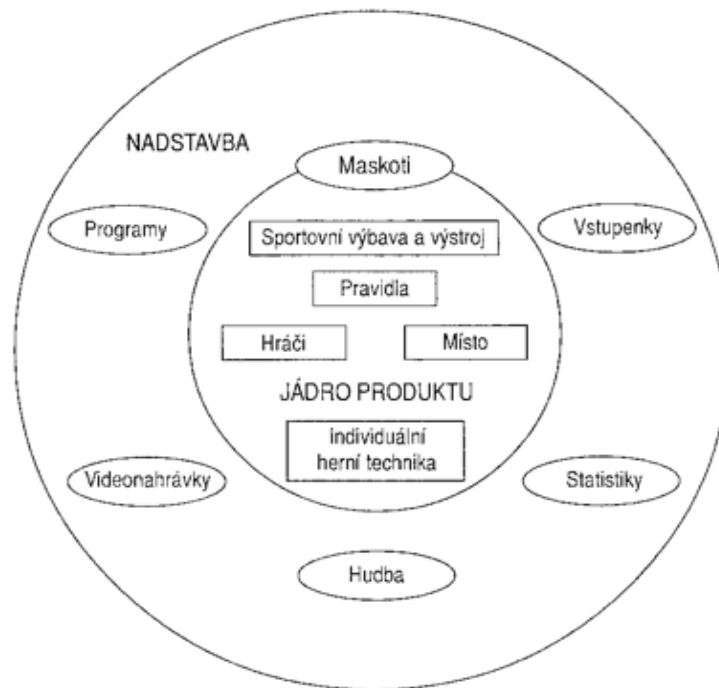 NADSTAVBA
Maskoti
Programy
Vstupenky
Sportovní výbava a výstroj
Pravidla
Hráči
Místo
JÁDRO PRODUKTU
individuální
herní technika
Videonahrávky
Statistiky
Hudba